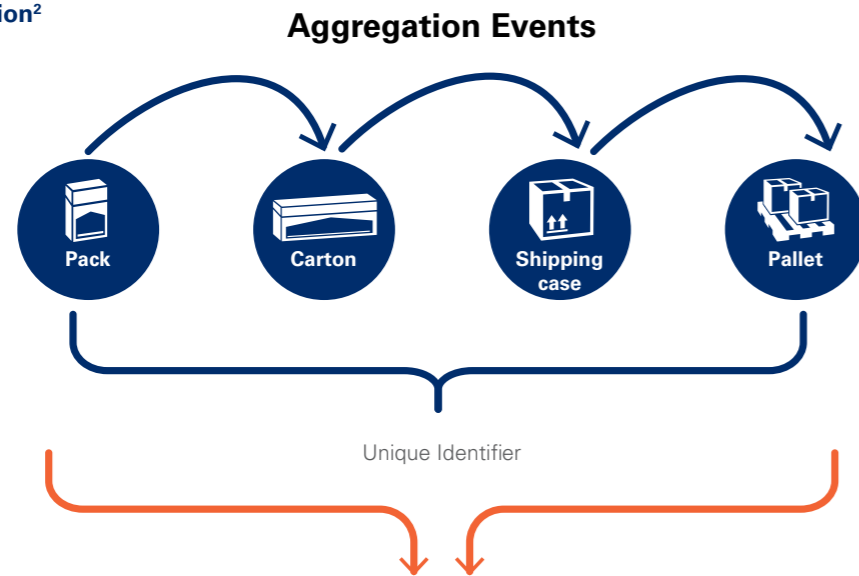 ion²
Aggregation Events
Pack
Carton
Shipping
case
Pallet
Unique Identifier